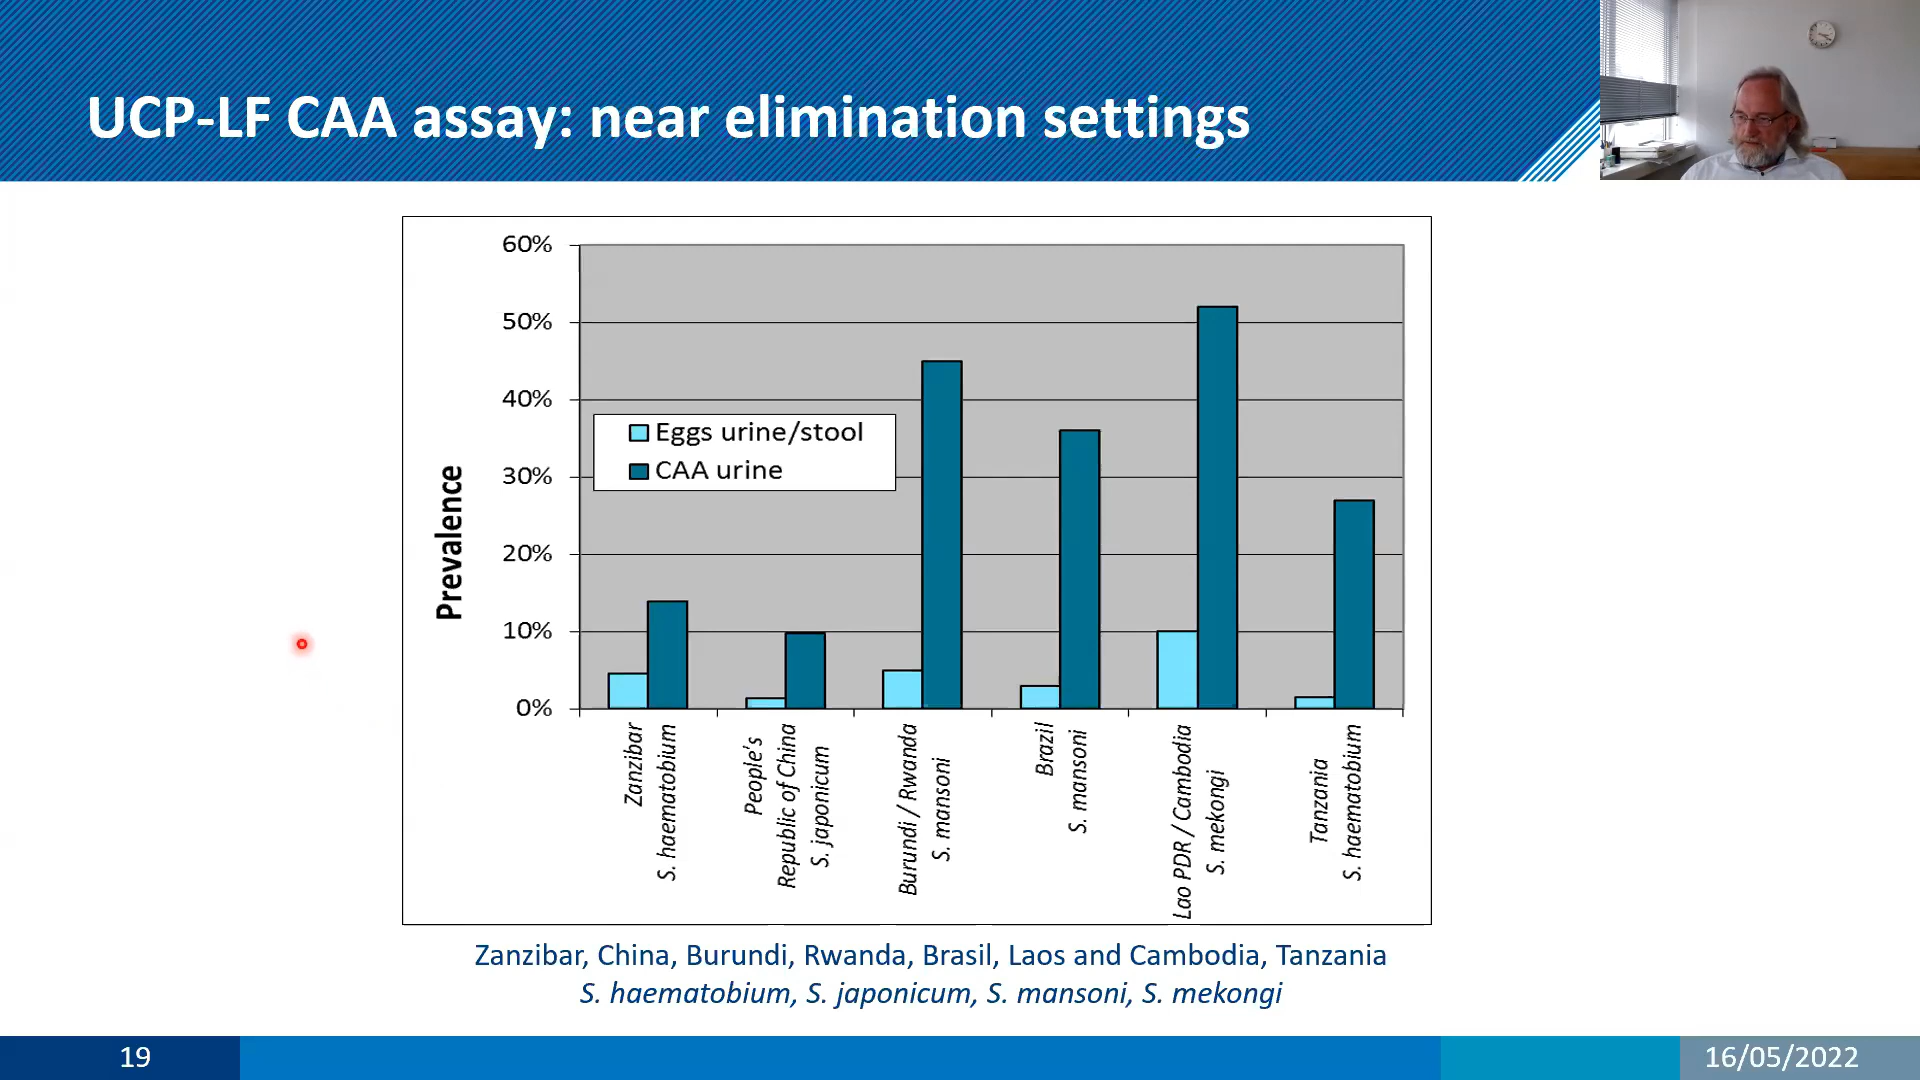 UCP-LF CAA assay: near elimination settings
60%
50%
40%
30%
20%
10%
0%
Prevalence
Eggs urine/stool
CAA urine
Zanzibar
S. haematobium
People's
Republic of China
S. japonicum
Burundi / Rwanda
S. mansoni
Brazil
S. mansoni
Lao PDR / Cambodia
S. mekongi
Tanzania
S. haematobium
Zanzibar, China, Burundi, Rwanda, Brasil, Laos and Cambodia, Tanzania
S. haematobium, S. japonicum, S. mansoni, S. mekongi
19
16/05/2022